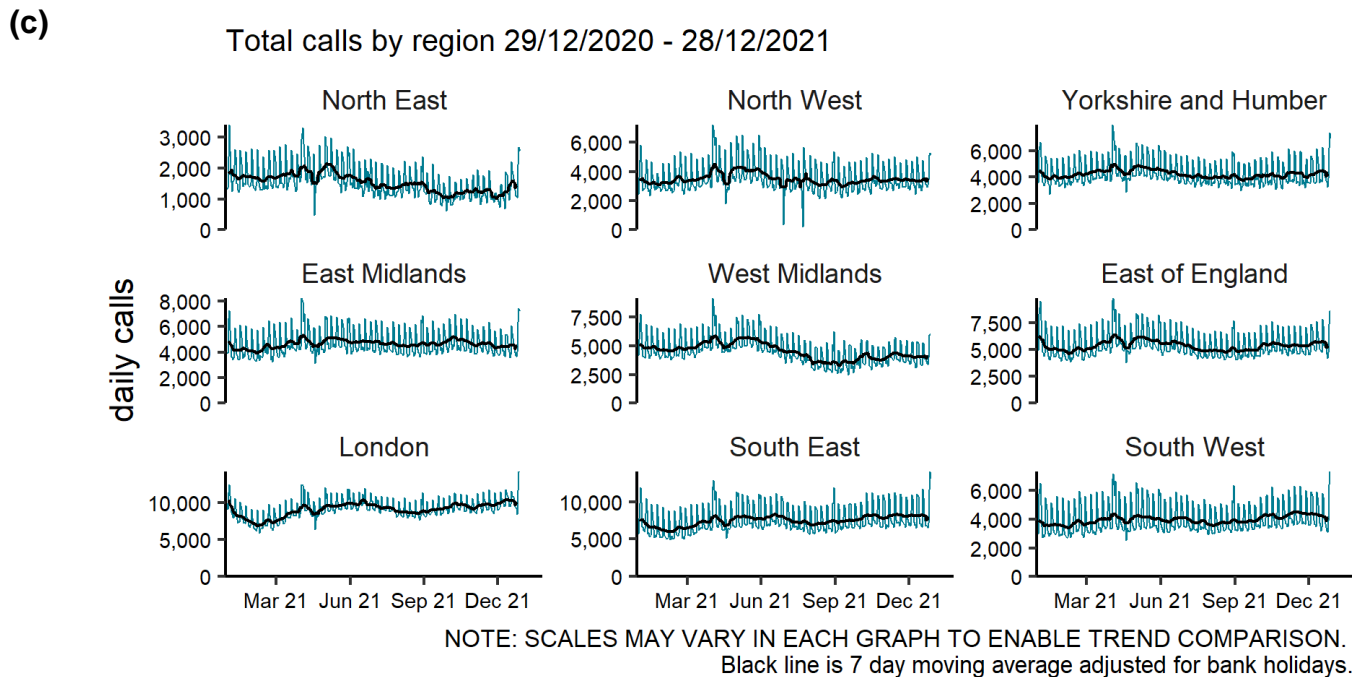 (c)
Total calls by region 29/12/2020 - 28/12/2021
North East
North West
Yorkshire and Humber
3,000
2,000
1,000
0
6,000
4,000
2,000
0
6,000
4,000
2,000
0
daily calls
East Midlands
West Midlands
East of England
8,000
6,000
4,000
2,000
0
7,500
5,000
2,500
0
7,500
5,000
2,500
0
London
South East
South West
10,000
5,000
0
10,000
5,000
0
6,000
4,000
2,000
0
Mar 21 Jun 21 Sep 21 Dec 21
Mar 21 Jun 21 Sep 21 Dec 21
Mar 21 Jun 21 Sep 21 Dec 21
NOTE: SCALES MAY VARY IN EACH GRAPH TO ENABLE TREND COMPARISON.
Black line is 7 day moving average adjusted for bank holidays.